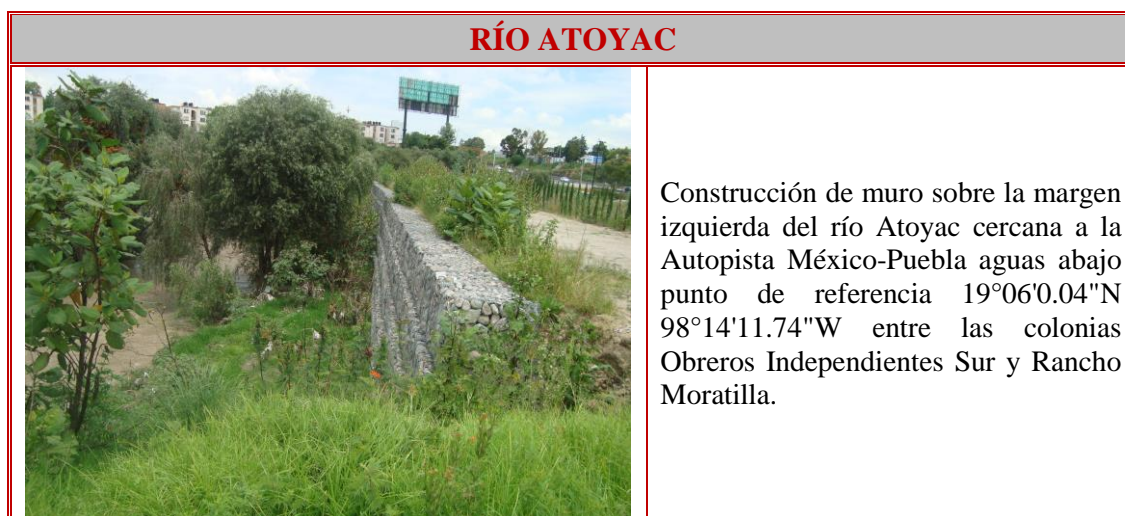 RÍO ATOYAC
Construcción de muro sobre la margen
izquierda del río Atoyac cercana a la
Autopista México-Puebla aguas abajo
punto de referencia 19°06'0.04"N
98°14'11.74"W entre las colonias
Obreros Independientes Sur y Rancho
Moratilla.